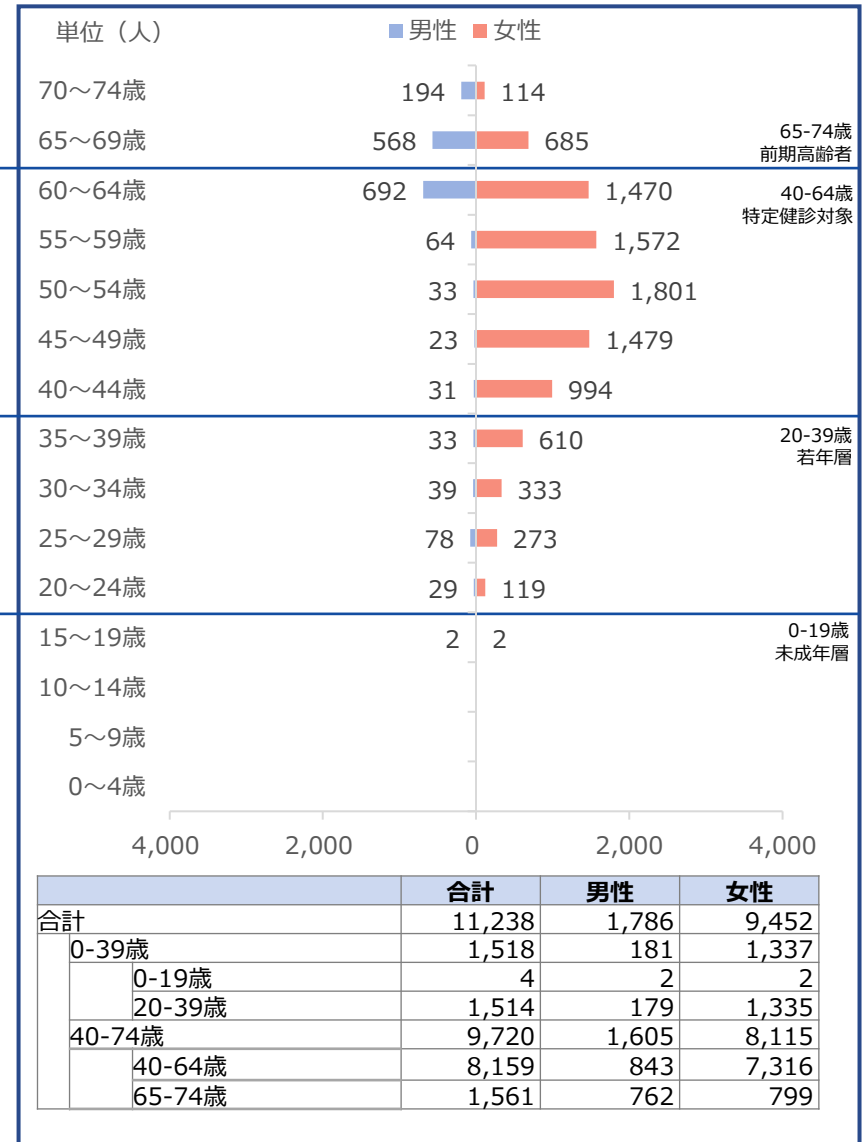 単位（人） 男性 女性
70～74歳 194 114
65～69歳 568 685 65-74歳
前期高齢者
60～64歳 692 1,470 40-64歳
特定健診対象
55～59歳 64 1,572
50～54歳 33 1,801
45～49歳 23 1,479
40～44歳 31 994
35～39歳 33 610 20-39歳
若年層
30～34歳 39 333
25～29歳 78 273
20～24歳 29 119
15～19歳 2 2 0-19歳
未成年層
10～14歳
5～9歳
0～4歳
4,000 2,000 0 2,000 4,000
合計 男性 女性
合計 11,238 1,786 9,452
0-39歳 1,518 181 1,337
0-19歳 4 2 2
20-39歳 1,514 179 1,335
40-74歳 9,720 1,605 8,115
40-64歳 8,159 843 7,316
65-74歳 1,561 762 799